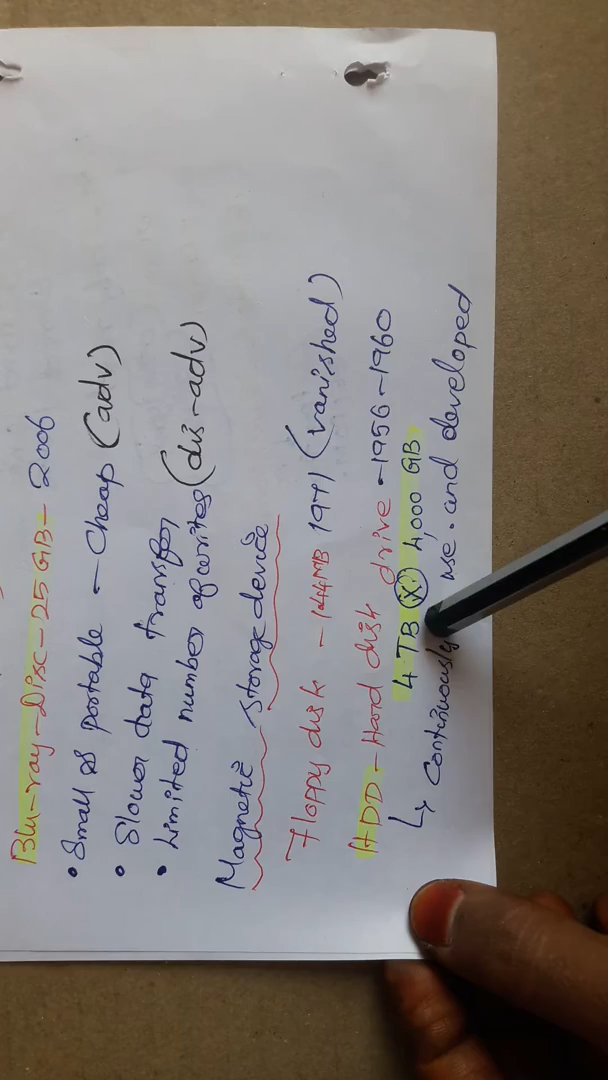 Blu-ray-Disc-25GB-2006
• Small & portable - Cheap (adv)
• Slower data transfer
• Limited number of writes (dis-adv)
Magnetic storage device
Floppy disk - 1.44MB 1971 (vanished)
HDD - Hard disk drive - 1956-1960
4-TB (x) 4,000 GB
↳ Continuously use and developed